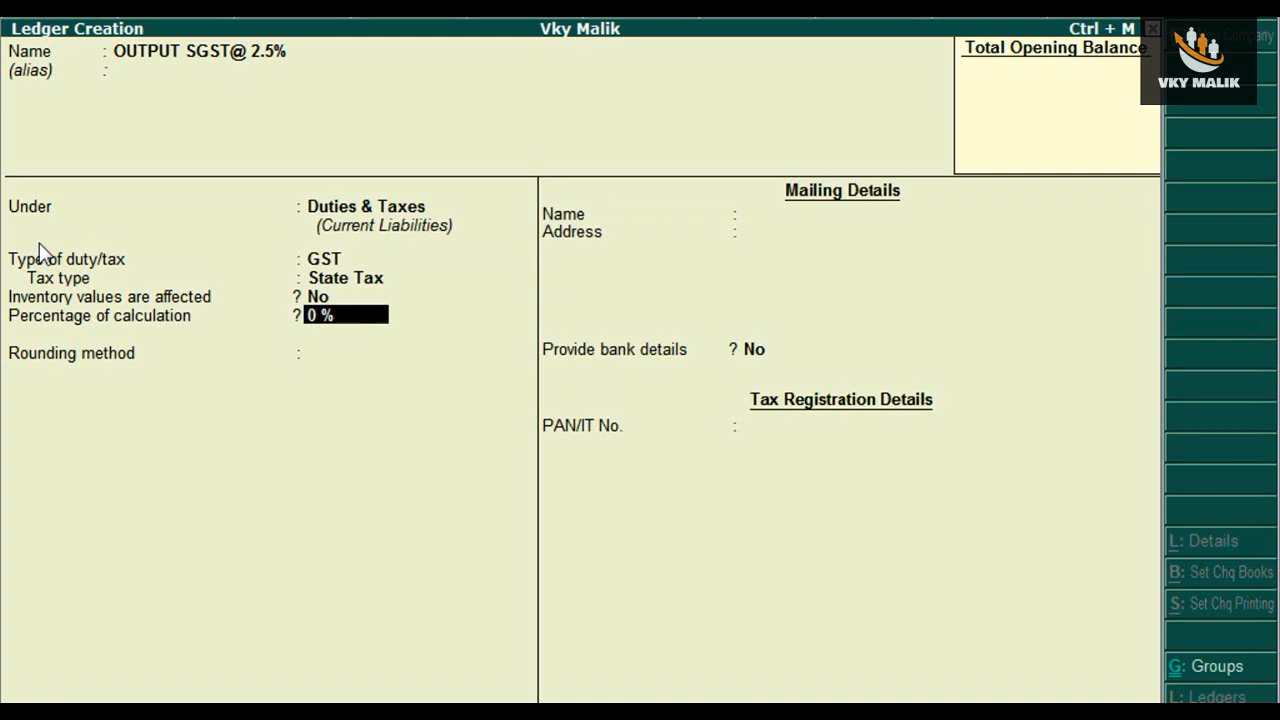 Ledger Creation Vky Malik Ctrl + M
Name : OUTPUT SGST@ 2.5%
(alias) :
Total Opening Balance
VKY MALIK
Company
Under : Duties & Taxes
(Current Liabilities)
Type of duty/tax : GST
Tax type : State Tax
Inventory values are affected ? No
Percentage of calculation ? 0 %
Rounding method :
Mailing Details
Name :
Address :
Provide bank details ? No
Tax Registration Details
PAN/IT No. :
L: Details
B: Set Chq Books
S: Set Chq Printing
G: Groups
L: Ledgers